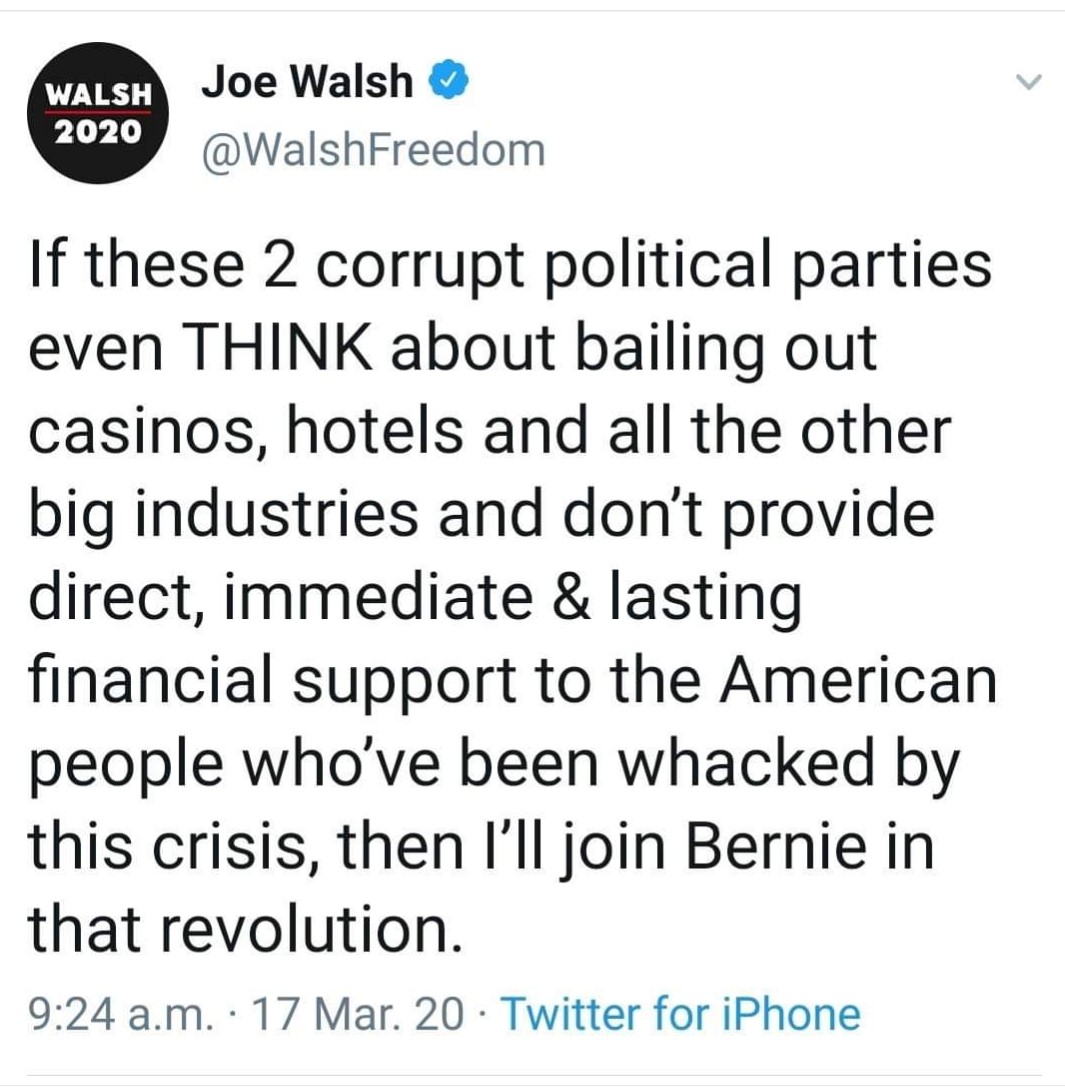 WALSH
2020
Joe Walsh
@WalshFreedom
If these 2 corrupt political parties
even THINK about bailing out
casinos, hotels and all the other
big industries and don’t provide
direct, immediate & lasting
financial support to the American
people who’ve been whacked by
this crisis, then I’ll join Bernie in
that revolution.
9:24 a.m. · 17 Mar. 20 · Twitter for iPhone